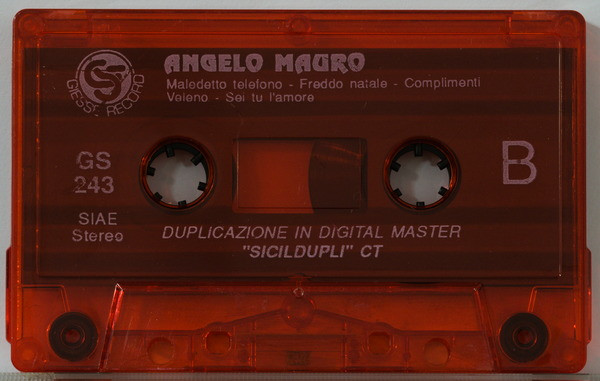 ANGELO MAURO
Maledetto telefono - Freddo natale - Complimenti
Veleno - Sei tu l'amore
GIESSE RECORD
GS
243
B
SIAE
Stereo
DUPLICAZIONE IN DIGITAL MASTER
"SICILDUPLI" CT